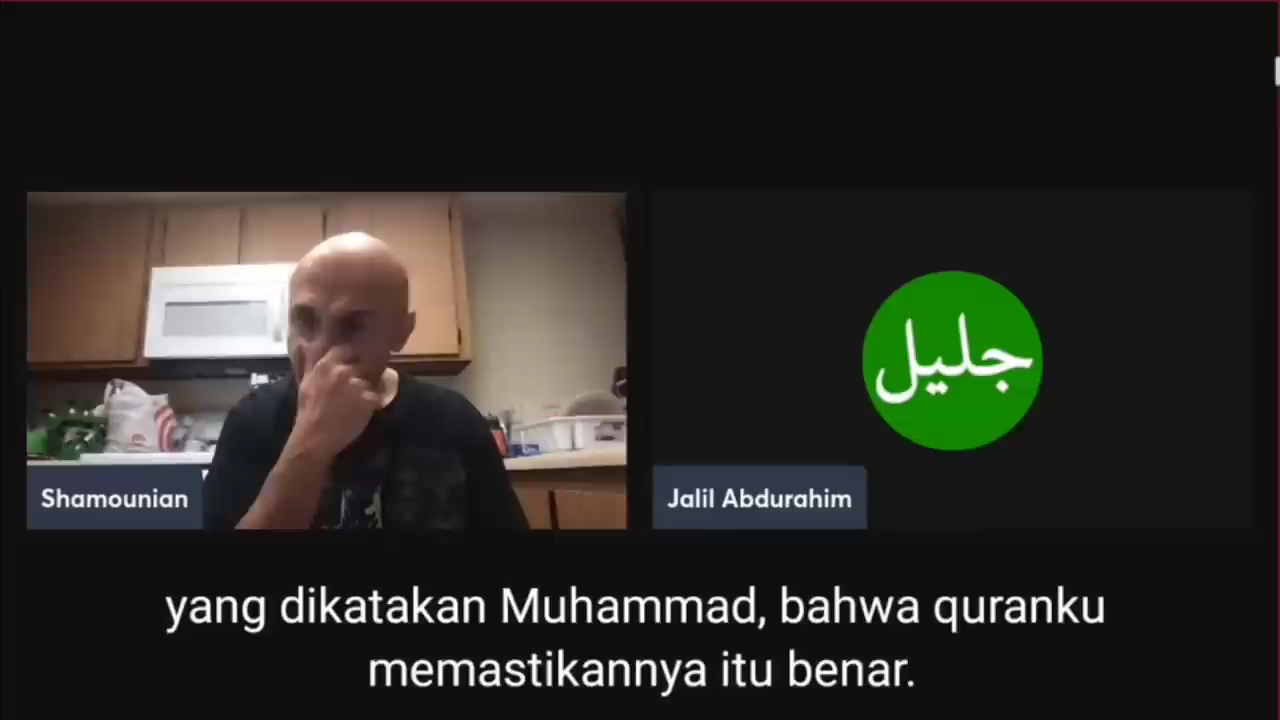 جليل
Shamounian
Jalil Abdurahim
yang dikatakan Muhammad, bahwa quranku
memastikannya itu benar.